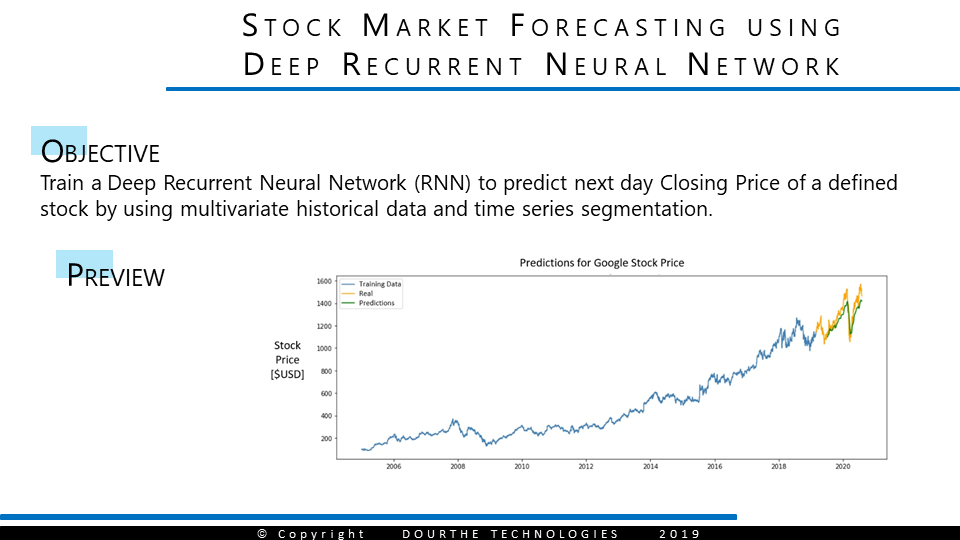 Stock Market Forecasting using
Deep Recurrent Neural Network
Objective
Train a Deep Recurrent Neural Network (RNN) to predict next day Closing Price of a defined
stock by using multivariate historical data and time series segmentation.
Preview
Predictions for Google Stock Price
Training Data
Real
Predictions
Stock
Price
[$USD]
1600
1400
1200
1000
800
600
400
200
2006 2008 2010 2012 2014 2016 2018 2020
© Copyright DOURTHE TECHNOLOGIES 2019